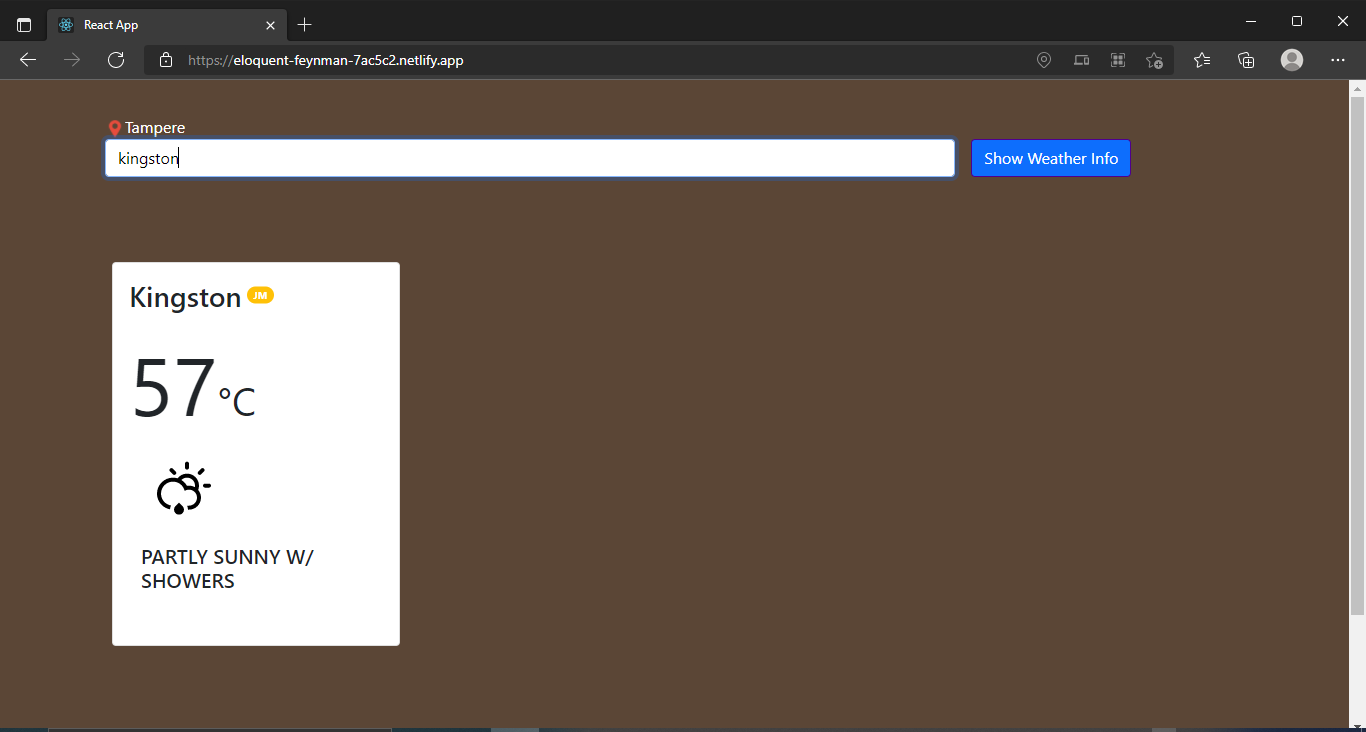 React App
https://eloquent-feynman-7ac5c2.netlify.app
Tampere
kingston
Show Weather Info
Kingston JM
57°C
PARTLY SUNNY W/
SHOWERS